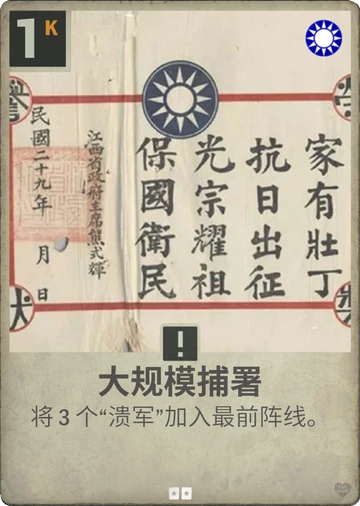 1K
家有壯丁
抗日出征
光宗耀祖
保國衛民
江西省政府主席熊式輝
民國二十九年 月 日
!
大规模捕署
将 3 个“溃军”加入最前阵线。